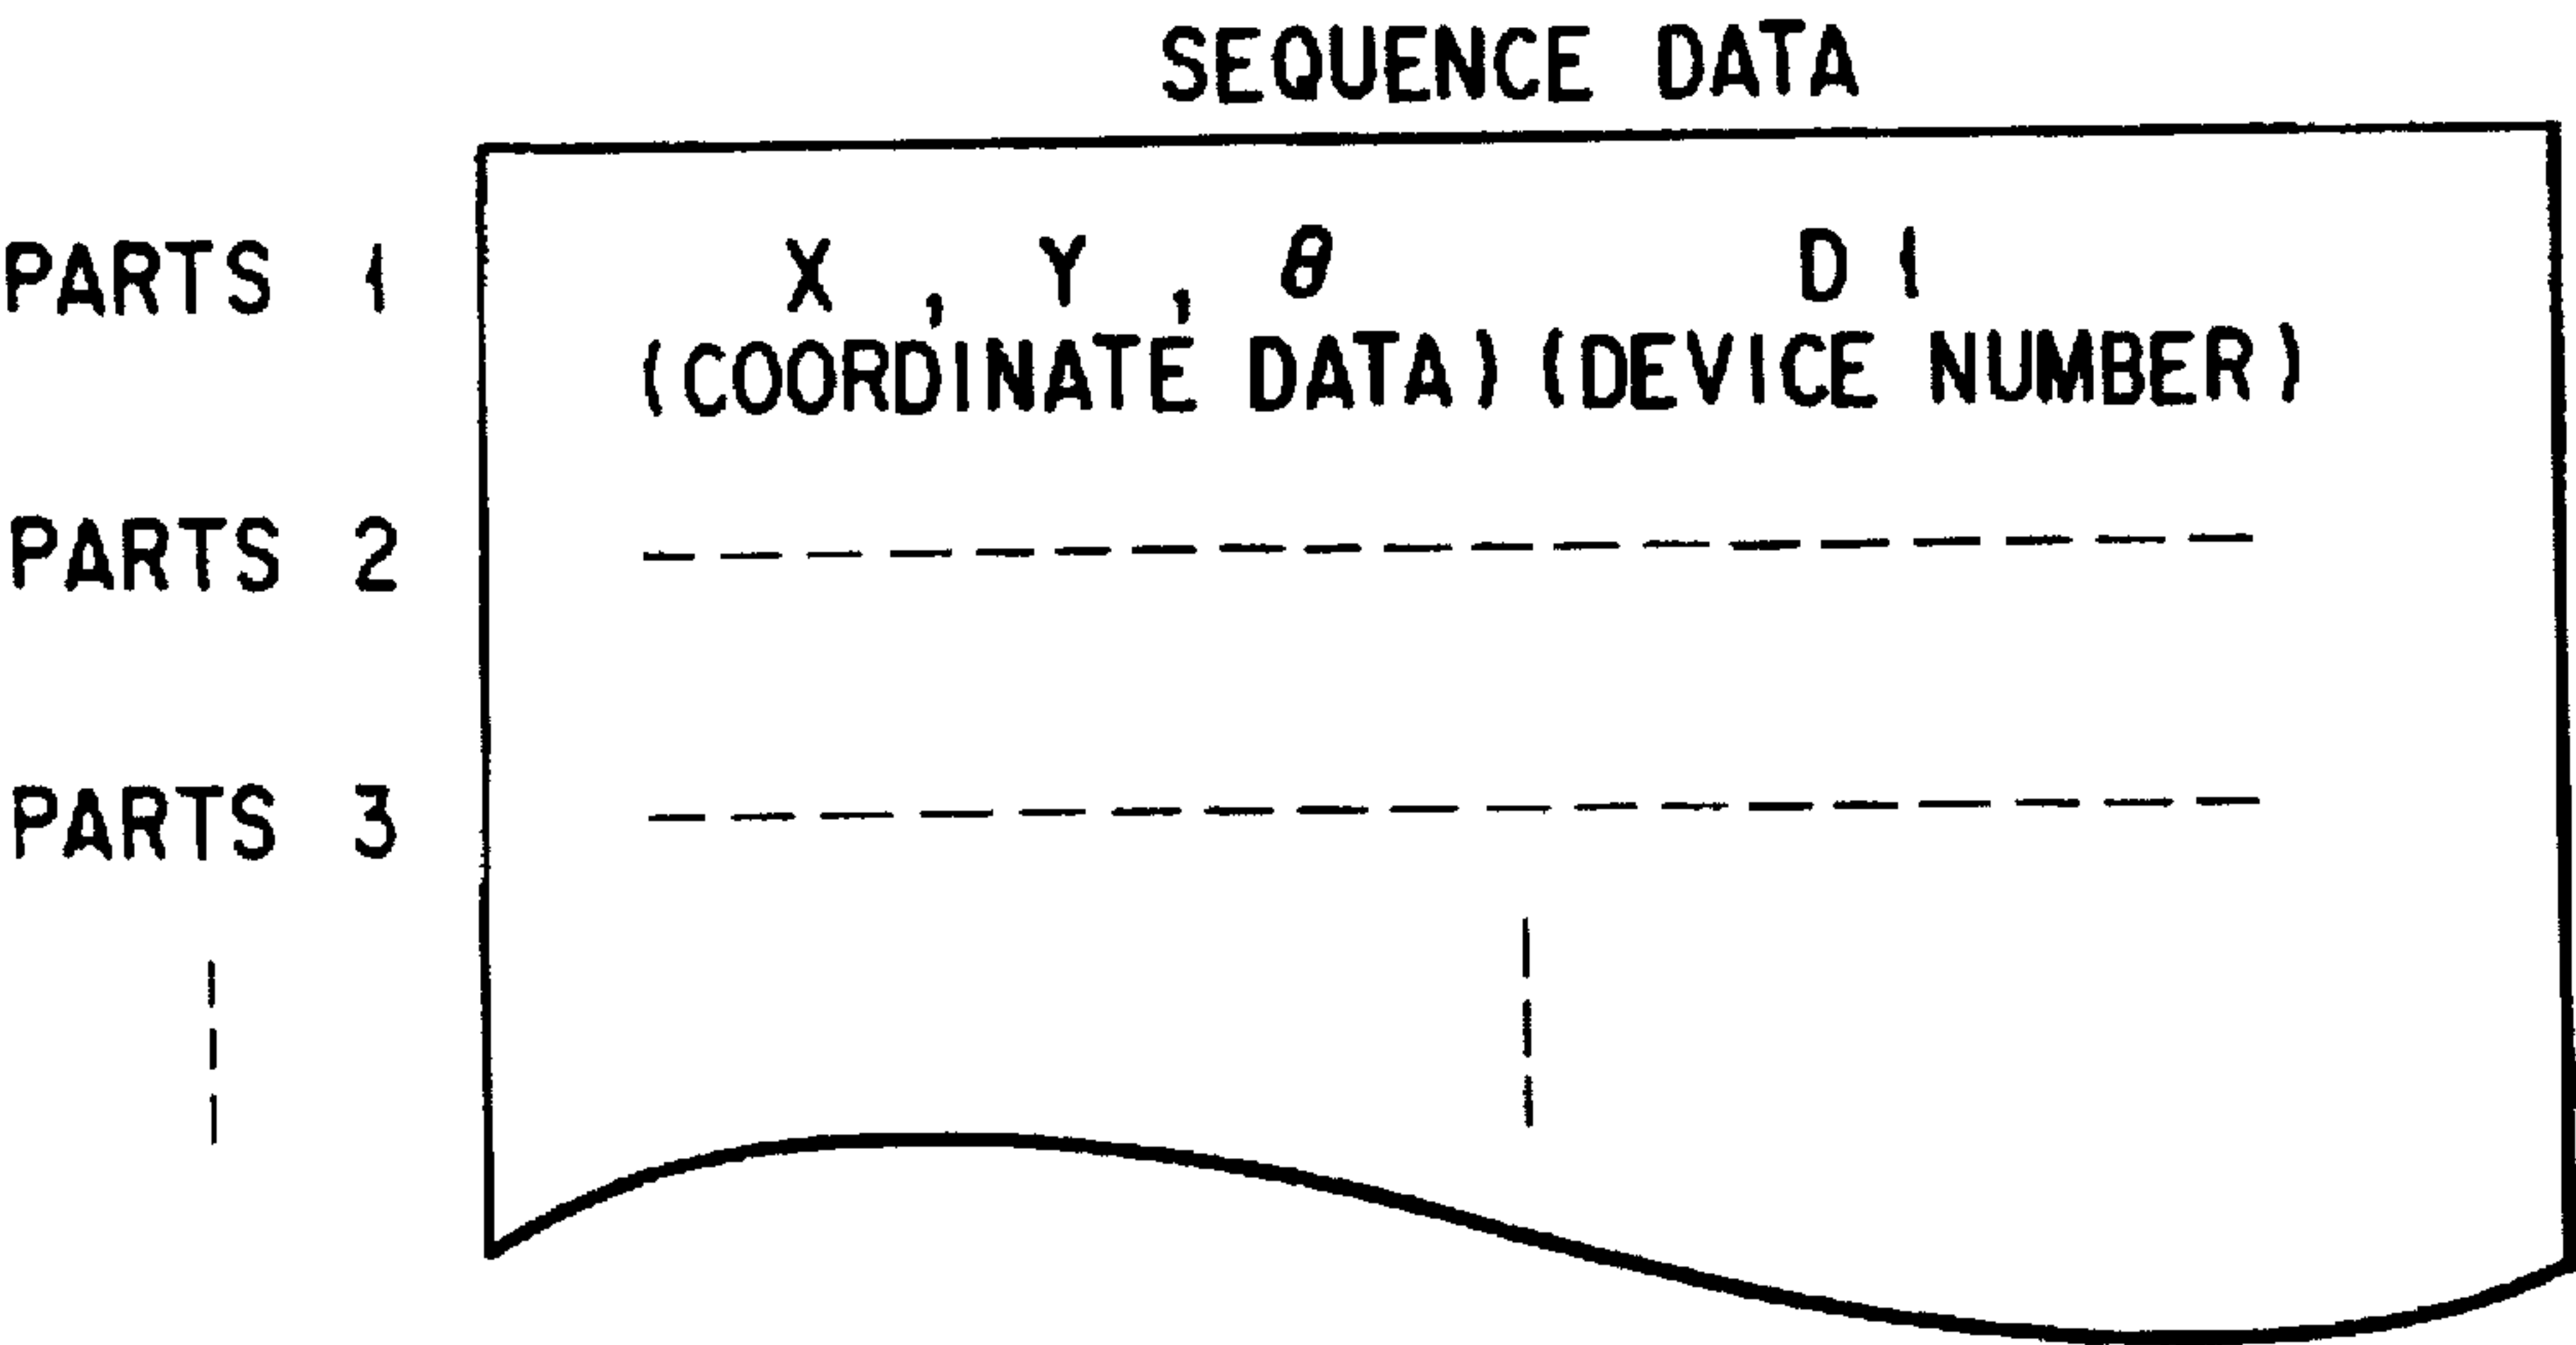 SEQUENCE DATA
PARTS 1 X , Y , θ D 1
(COORDINATE DATA) (DEVICE NUMBER)
PARTS 2
PARTS 3